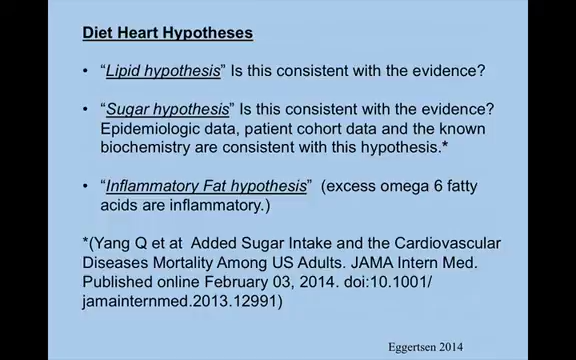 Diet Heart Hypotheses
• "Lipid hypothesis" Is this consistent with the evidence?
• "Sugar hypothesis" Is this consistent with the evidence?
Epidemiologic data, patient cohort data and the known
biochemistry are consistent with this hypothesis.*
• "Inflammatory Fat hypothesis" (excess omega 6 fatty
acids are inflammatory.)
*(Yang Q et at Added Sugar Intake and the Cardiovascular
Diseases Mortality Among US Adults. JAMA Intern Med.
Published online February 03, 2014. doi:10.1001/
jamainternmed.2013.12991)
Eggertsen 2014